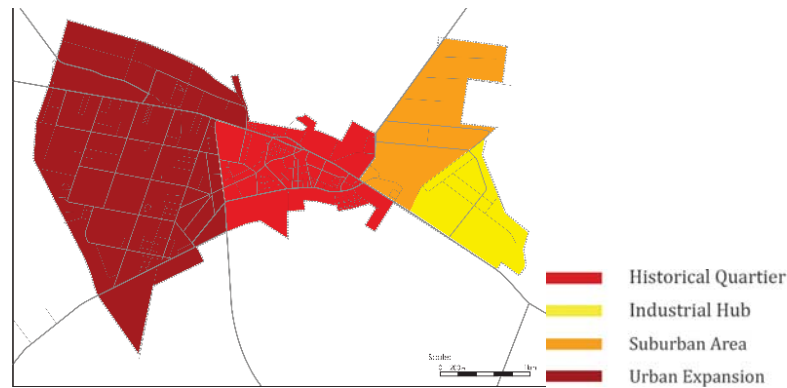 Historical Quartier
Industrial Hub
Suburban Area
Urban Expansion